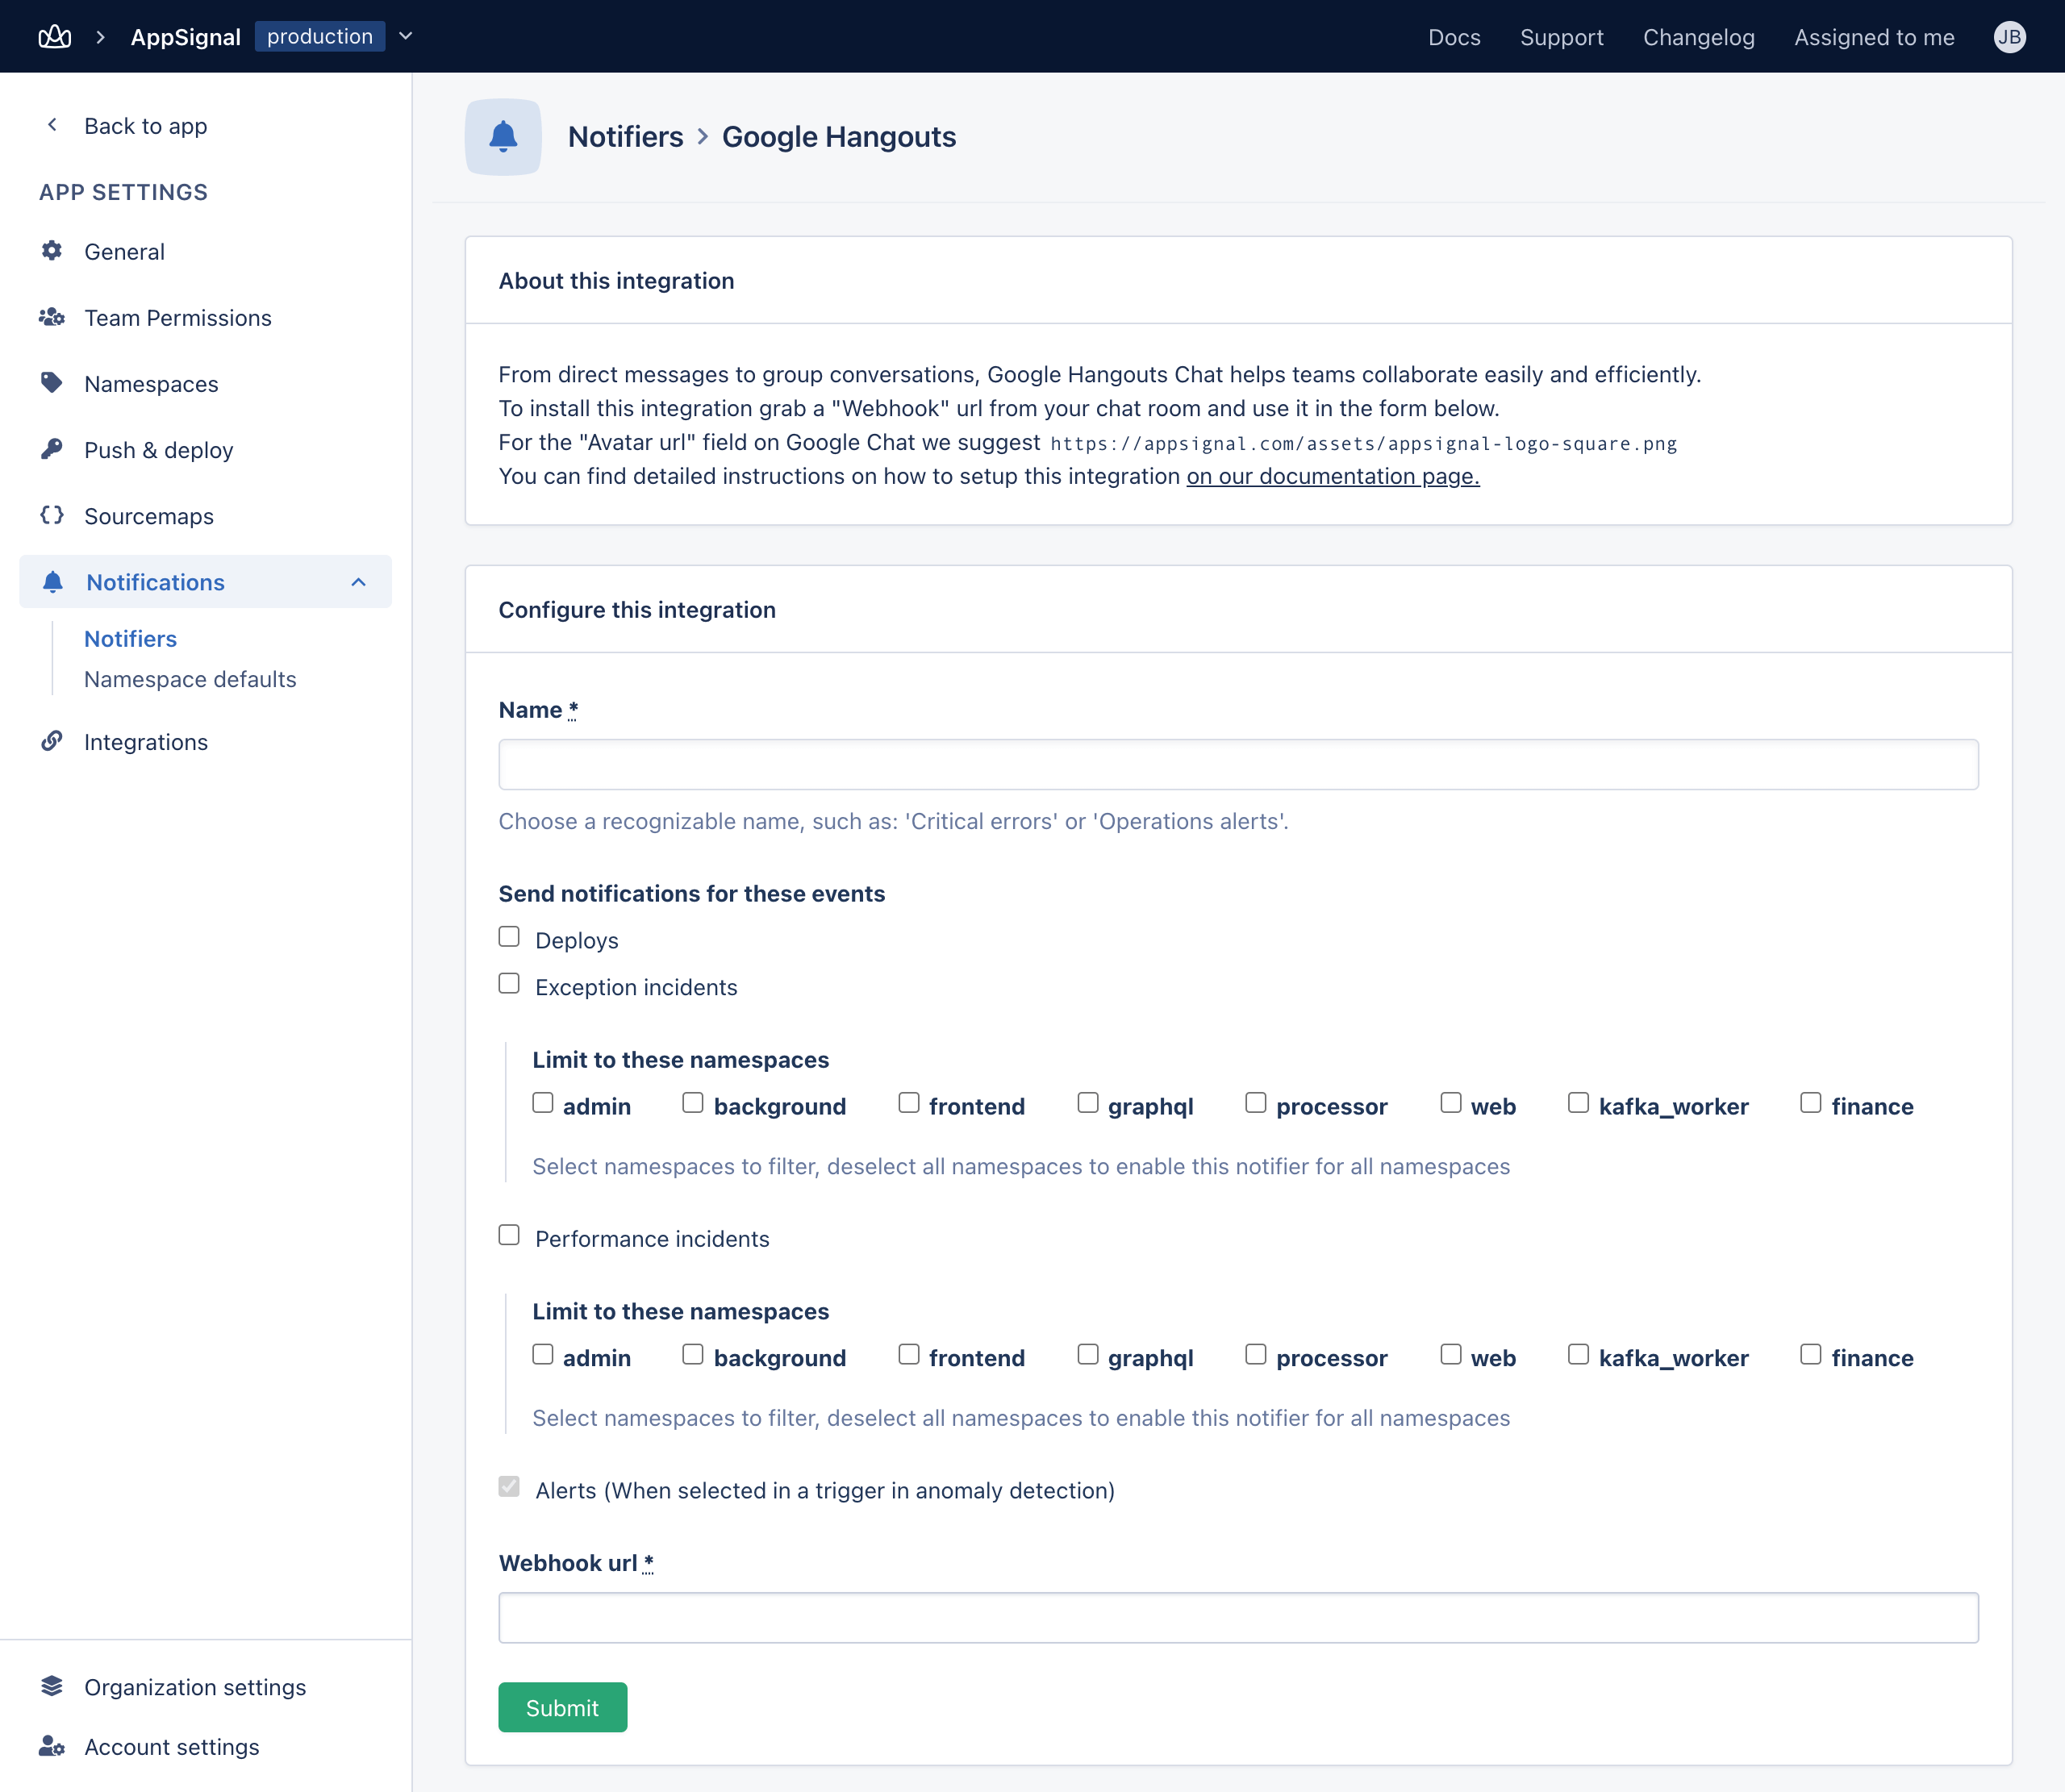 AppSignal production
Docs Support Changelog Assigned to me JB
Back to app
APP SETTINGS
General
Team Permissions
Namespaces
Push & deploy
Sourcemaps
Notifications
Notifiers
Namespace defaults
Integrations
Organization settings
Account settings
Notifiers > Google Hangouts
About this integration
From direct messages to group conversations, Google Hangouts Chat helps teams collaborate easily and efficiently.
To install this integration grab a "Webhook" url from your chat room and use it in the form below.
For the "Avatar url" field on Google Chat we suggest https://appsignal.com/assets/appsignal-logo-square.png
You can find detailed instructions on how to setup this integration on our documentation page.
Configure this integration
Name *
Choose a recognizable name, such as: 'Critical errors' or 'Operations alerts'.
Send notifications for these events
Deploys
Exception incidents
Limit to these namespaces
admin background frontend graphql processor web kafka_worker finance
Select namespaces to filter, deselect all namespaces to enable this notifier for all namespaces
Performance incidents
Limit to these namespaces
admin background frontend graphql processor web kafka_worker finance
Select namespaces to filter, deselect all namespaces to enable this notifier for all namespaces
Alerts (When selected in a trigger in anomaly detection)
Webhook url *
Submit